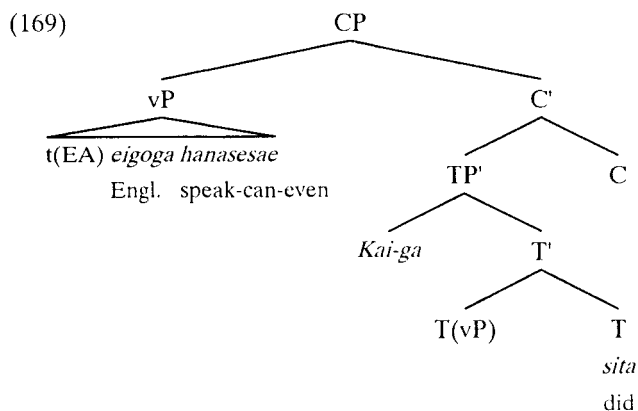 (169) CP
vP C'
t(EA) eigoga hanasesae TP' C
Engl. speak-can-even
Kai-ga T'
T(vP) T
sita
did